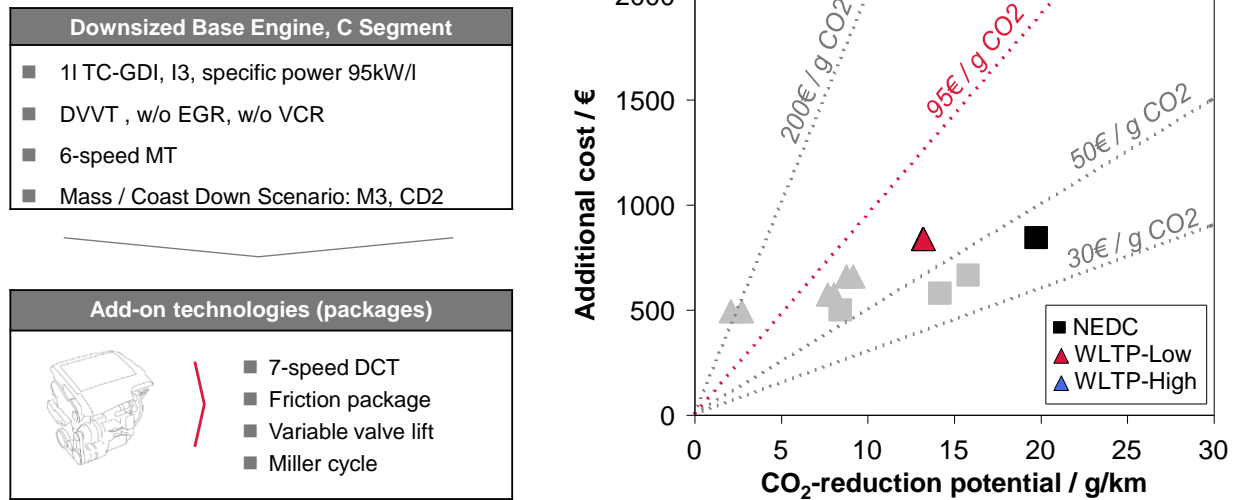 Downsized Base Engine, C Segment
1l TC-GDI, I3, specific power 95kW/l
DVVT , w/o EGR, w/o VCR
6-speed MT
Mass / Coast Down Scenario: M3, CD2
Add-on technologies (packages)
7-speed DCT
Friction package
Variable valve lift
Miller cycle
Additional cost / €
2000
1500
1000
500
0
200€ / g CO2
95€ / g CO2
50€ / g CO2
30€ / g CO2
NEDC
WLTP-Low
WLTP-High
0 5 10 15 20 25 30
CO₂-reduction potential / g/km